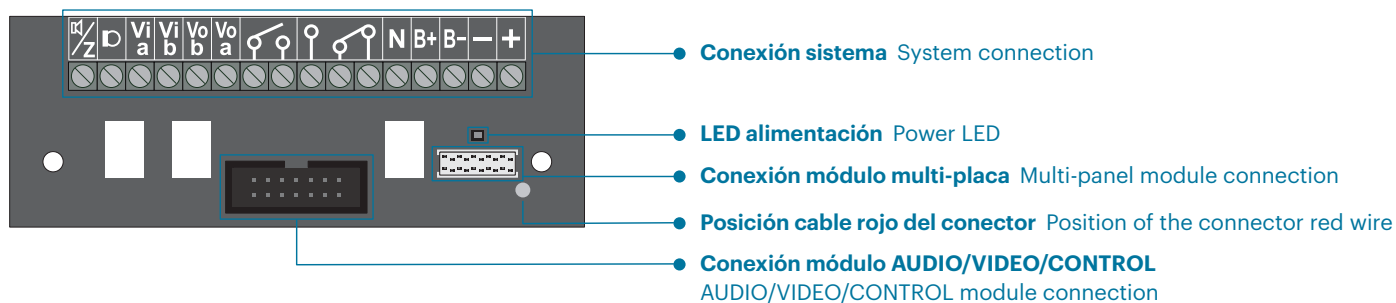 /Z Vi a Vi b Vo b Vo a N B+ B- − +
Conexión sistema System connection
LED alimentación Power LED
Conexión módulo multi-placa Multi-panel module connection
Posición cable rojo del conector Position of the connector red wire
Conexión módulo AUDIO/VIDEO/CONTROL
AUDIO/VIDEO/CONTROL module connection